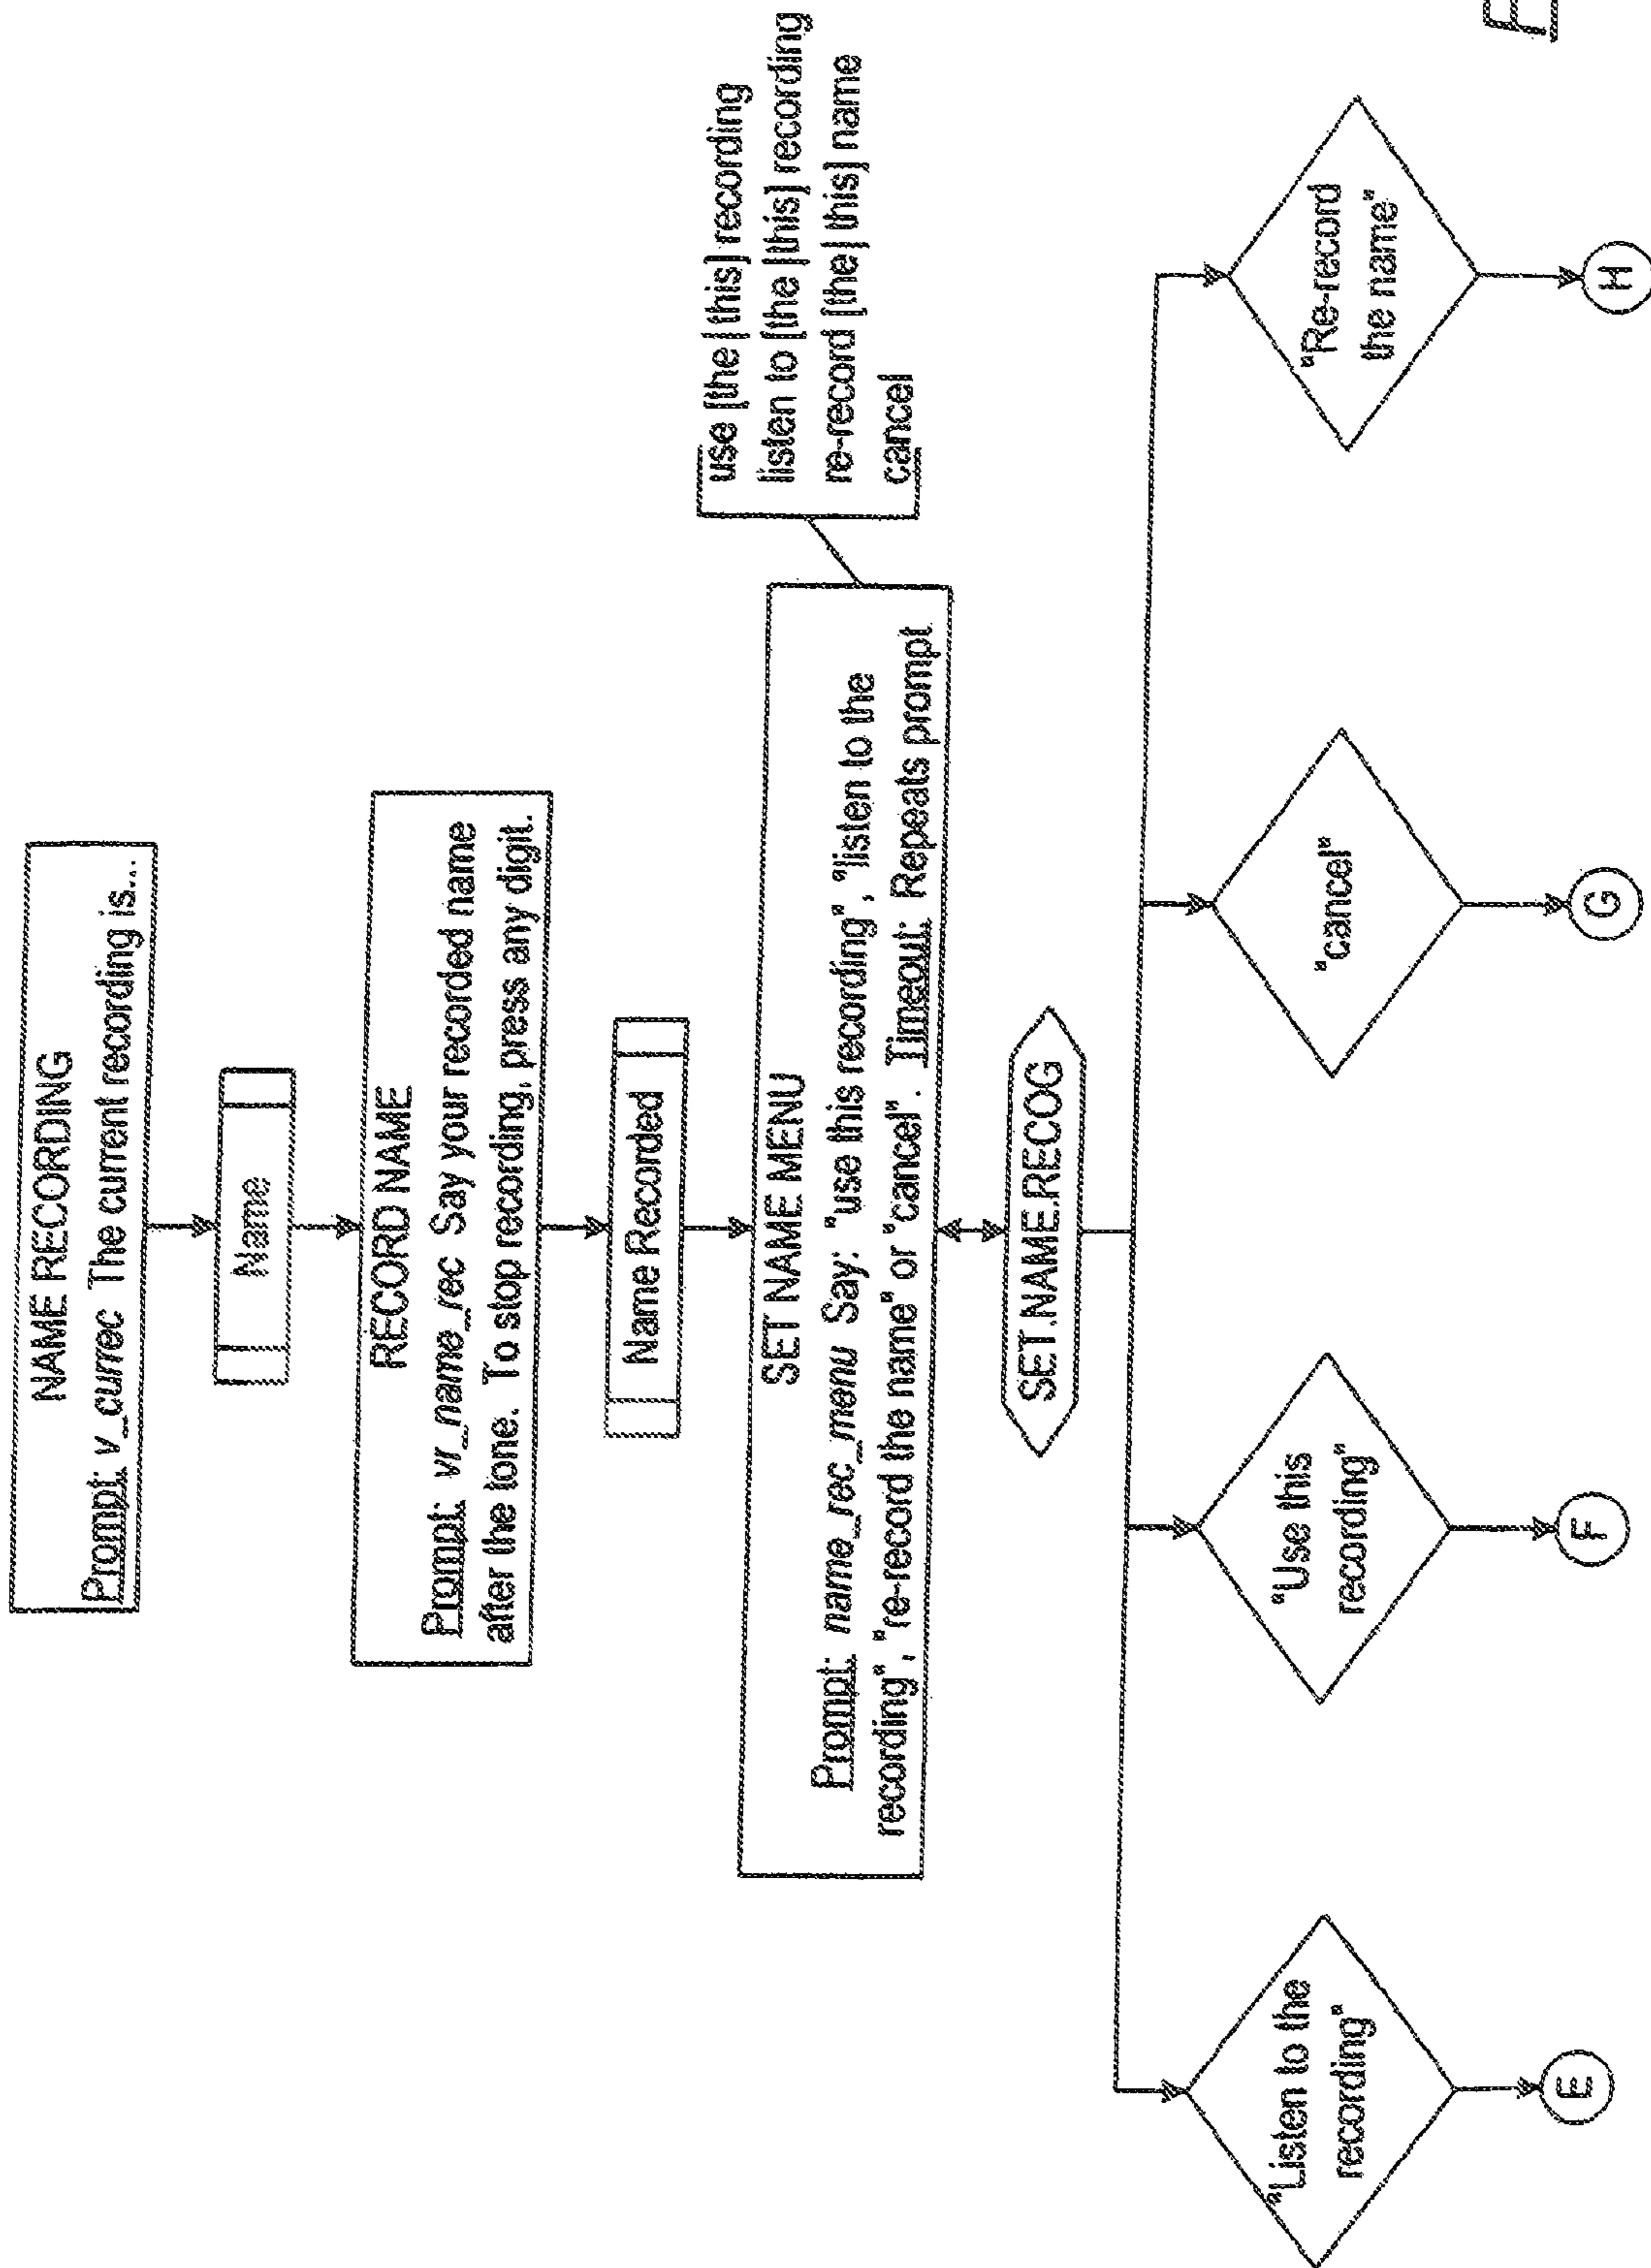 NAME RECORDING
Prompt: v_currec The current recording is...
Name
RECORD NAME
Prompt: vr_name_rec Say your recorded name
after the tone. To stop recording, press any digit.
Name Recorded
SET NAME MENU
Prompt: name_rec_menu Say: "use this recording", "listen to the
recording", "re-record the name" or "cancel". Timeout: Repeats prompt
use [the | this] recording
listen to [the | this] recording
re-record [the | this] name
cancel
SET.NAME.RECOG
"Listen to the
recording"
"Use this
recording"
"cancel"
"Re-record
the name"
E
F
G
H